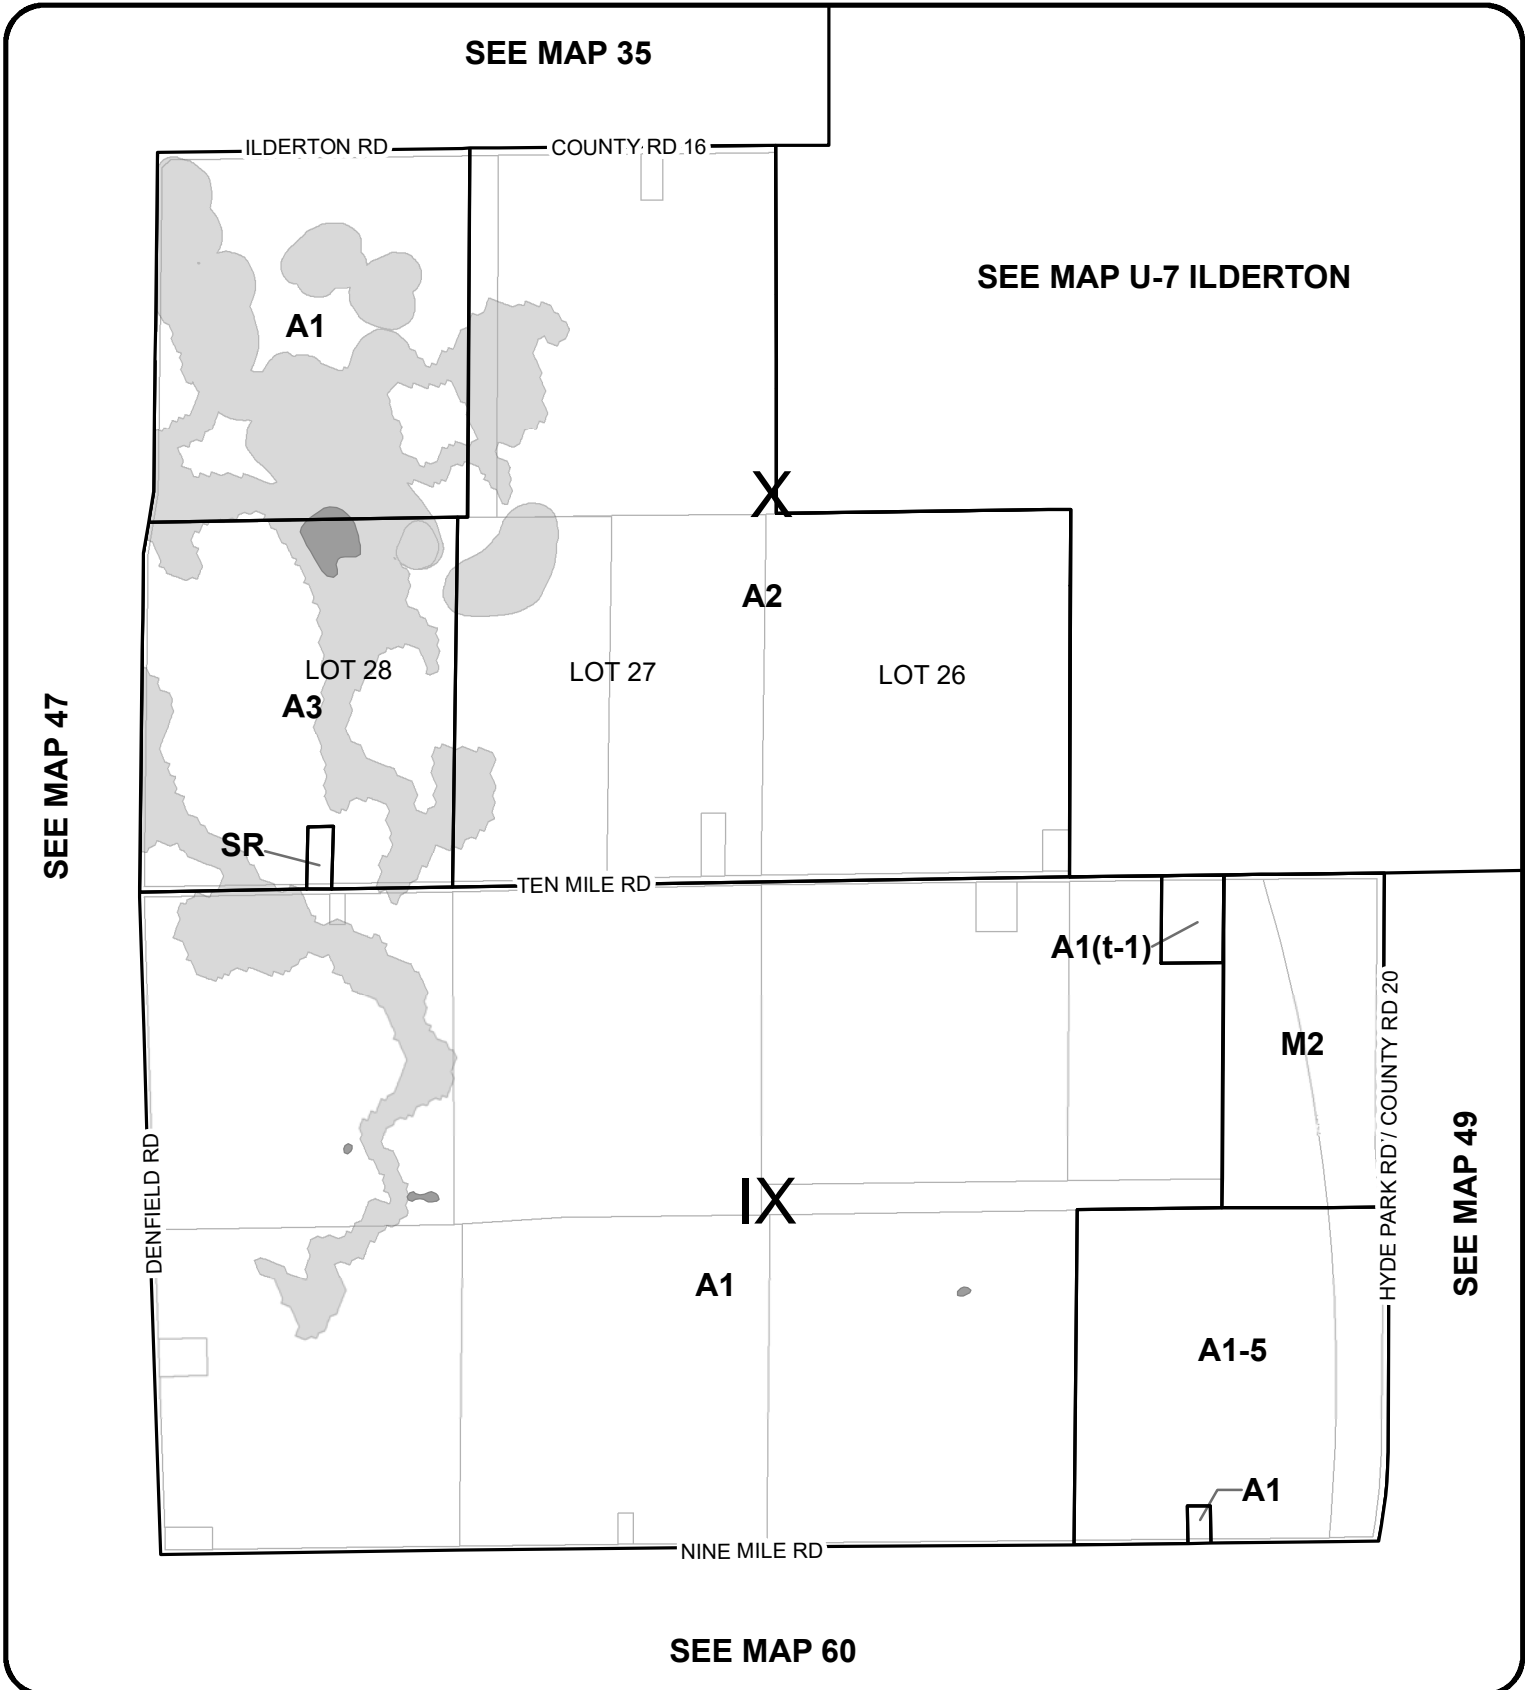 SEE MAP 35
ILDERTON RD
COUNTY RD 16
SEE MAP U-7 ILDERTON
A1
X
A2
LOT 28
LOT 27
LOT 26
A3
SEE MAP 47
SR
TEN MILE RD
A1(t-1)
M2
HYDE PARK RD / COUNTY RD 20
SEE MAP 49
DENFIELD RD
IX
A1
A1-5
A1
NINE MILE RD
SEE MAP 60